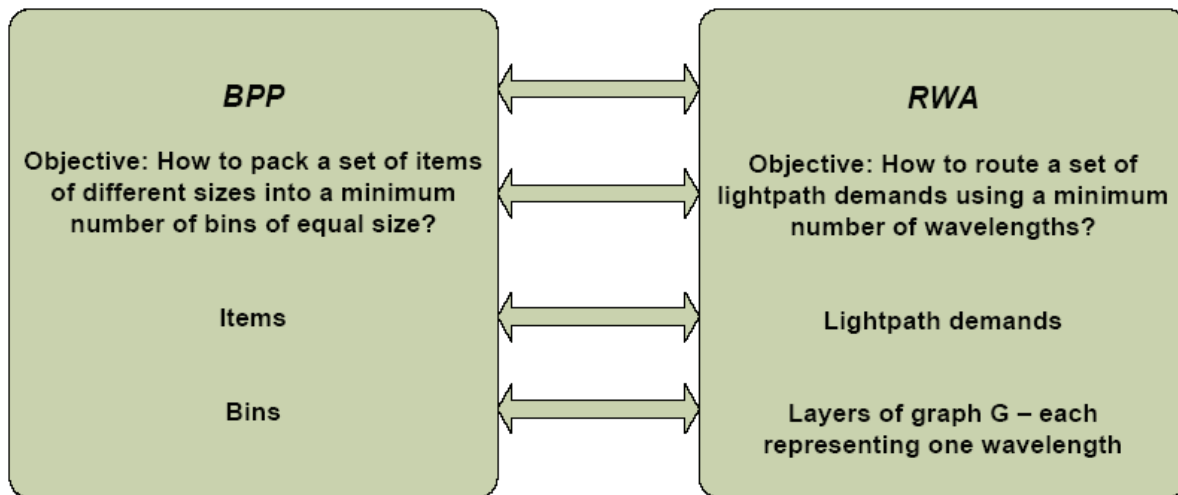 BPP
Objective: How to pack a set of items
of different sizes into a minimum
number of bins of equal size?
Items
Bins
RWA
Objective: How to route a set of
lightpath demands using a minimum
number of wavelengths?
Lightpath demands
Layers of graph G – each
representing one wavelength